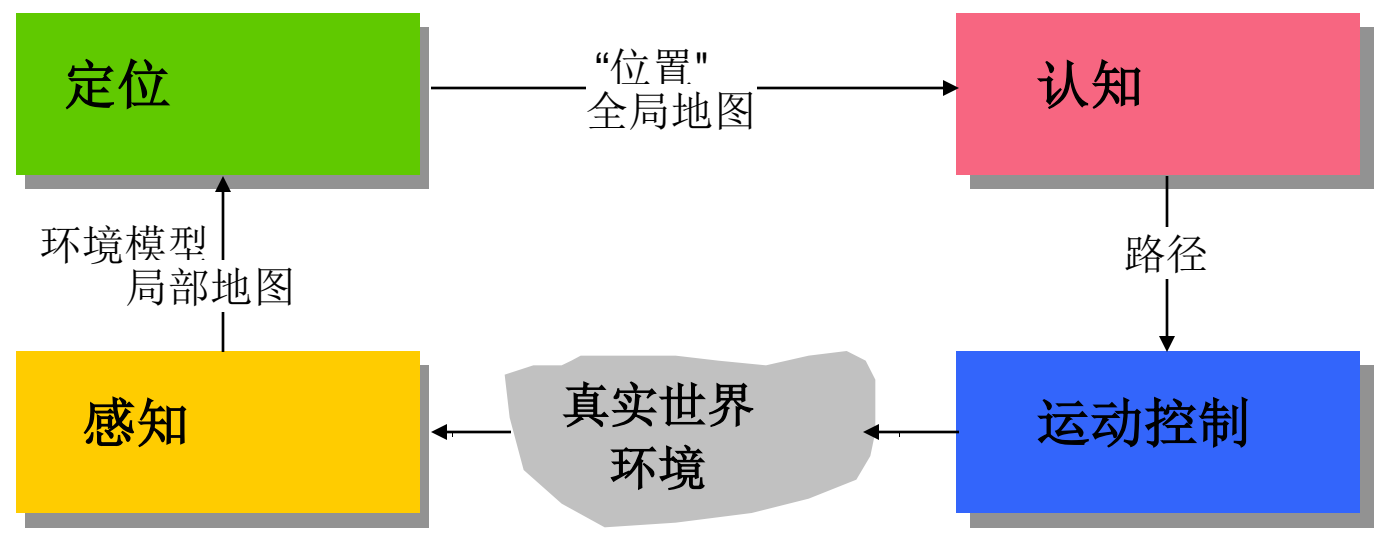 定位
“位置"
全局地图
认知
环境模型
局部地图
路径
感知
真实世界
环境
运动控制